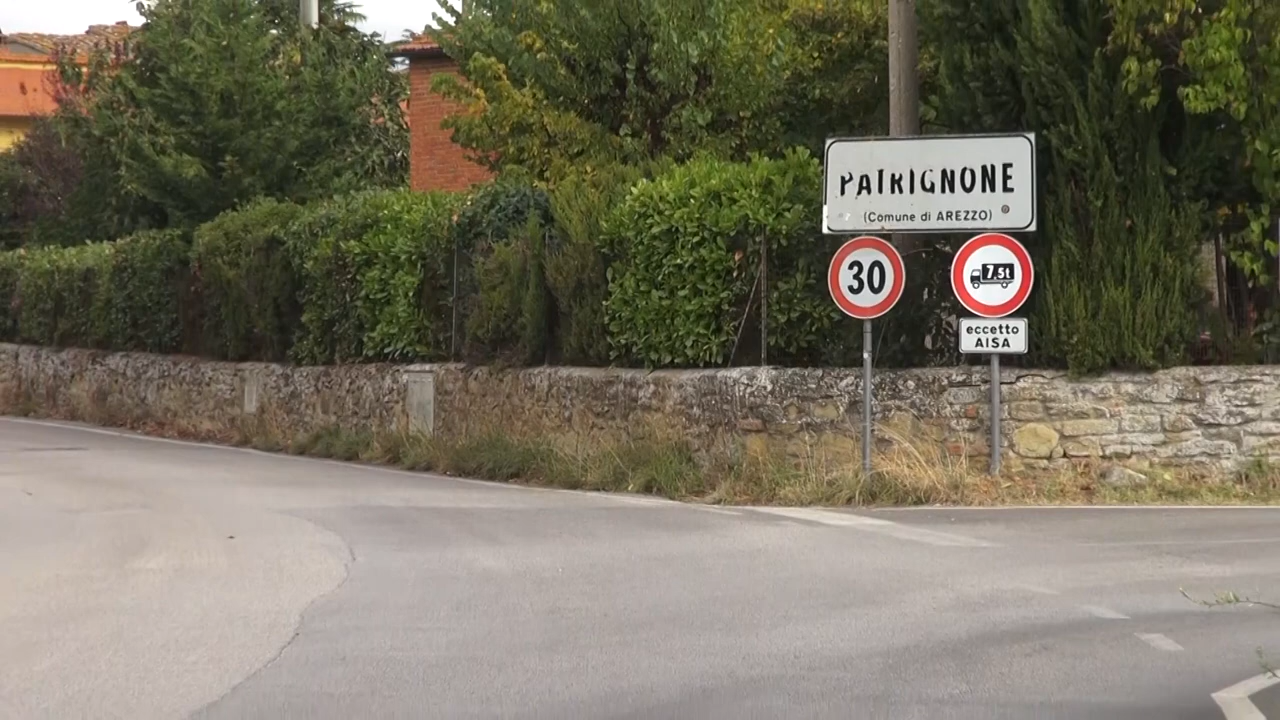 PATRIGNONE
(Comune di AREZZO)
30
7,5t
eccetto
AISA